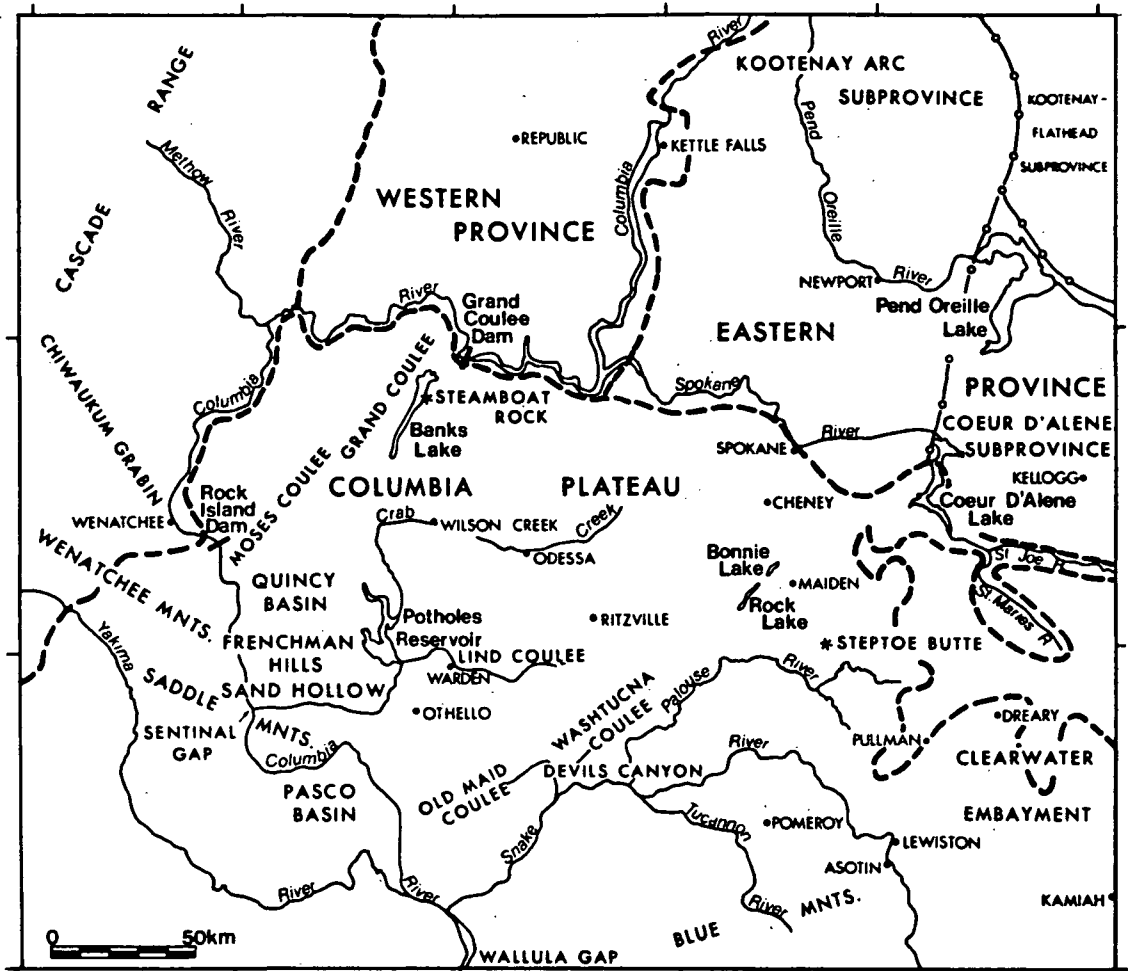 River
KOOTENAY ARC
SUBPROVINCE
RANGE
KOOTENAY-
FLATHEAD
SUBPROVINCE
Pend
Oreille
River
Methow
River
REPUBLIC
KETTLE FALLS
Columbia
WESTERN
PROVINCE
CASCADE
NEWPORT
Pend Oreille
Lake
River
Grand
Coulee
Dam
EASTERN
PROVINCE
CHIWAUKUM GRABIN
Columbia
GRAND COULEE
MOSES COULEE
*STEAMBOAT
ROCK
Banks
Lake
Spokane
River
SPOKANE
COEUR D'ALENE
SUBPROVINCE
KELLOGG
Coeur D'Alene
Lake
COLUMBIA
PLATEAU
CHENEY
Rock
Island
Dam
WENATCHEE
Crab
WILSON CREEK
Creek
ODESSA
Bonnie
Lake
MAIDEN
Rock
Lake
St Joe R
St. Maries R
WENATCHEE MNTS.
QUINCY
BASIN
Potholes
Reservoir
RITZVILLE
*STEPTOE BUTTE
Yakima
FRENCHMAN
HILLS
LIND COULEE
WARDEN
SAND HOLLOW
SADDLE
MNTS.
OTHELLO
SENTINAL
GAP
WASHTUCNA
COULEE
Palouse
River
PULLMAN
DREARY
CLEARWATER
EMBAYMENT
Columbia
PASCO
BASIN
OLD MAID
COULEE
DEVILS CANYON
River
Snake
Tucannon
River
POMEROY
LEWISTON
ASOTIN
KAMIAH
River
River
BLUE
MNTS.
0 50km
WALLULA GAP